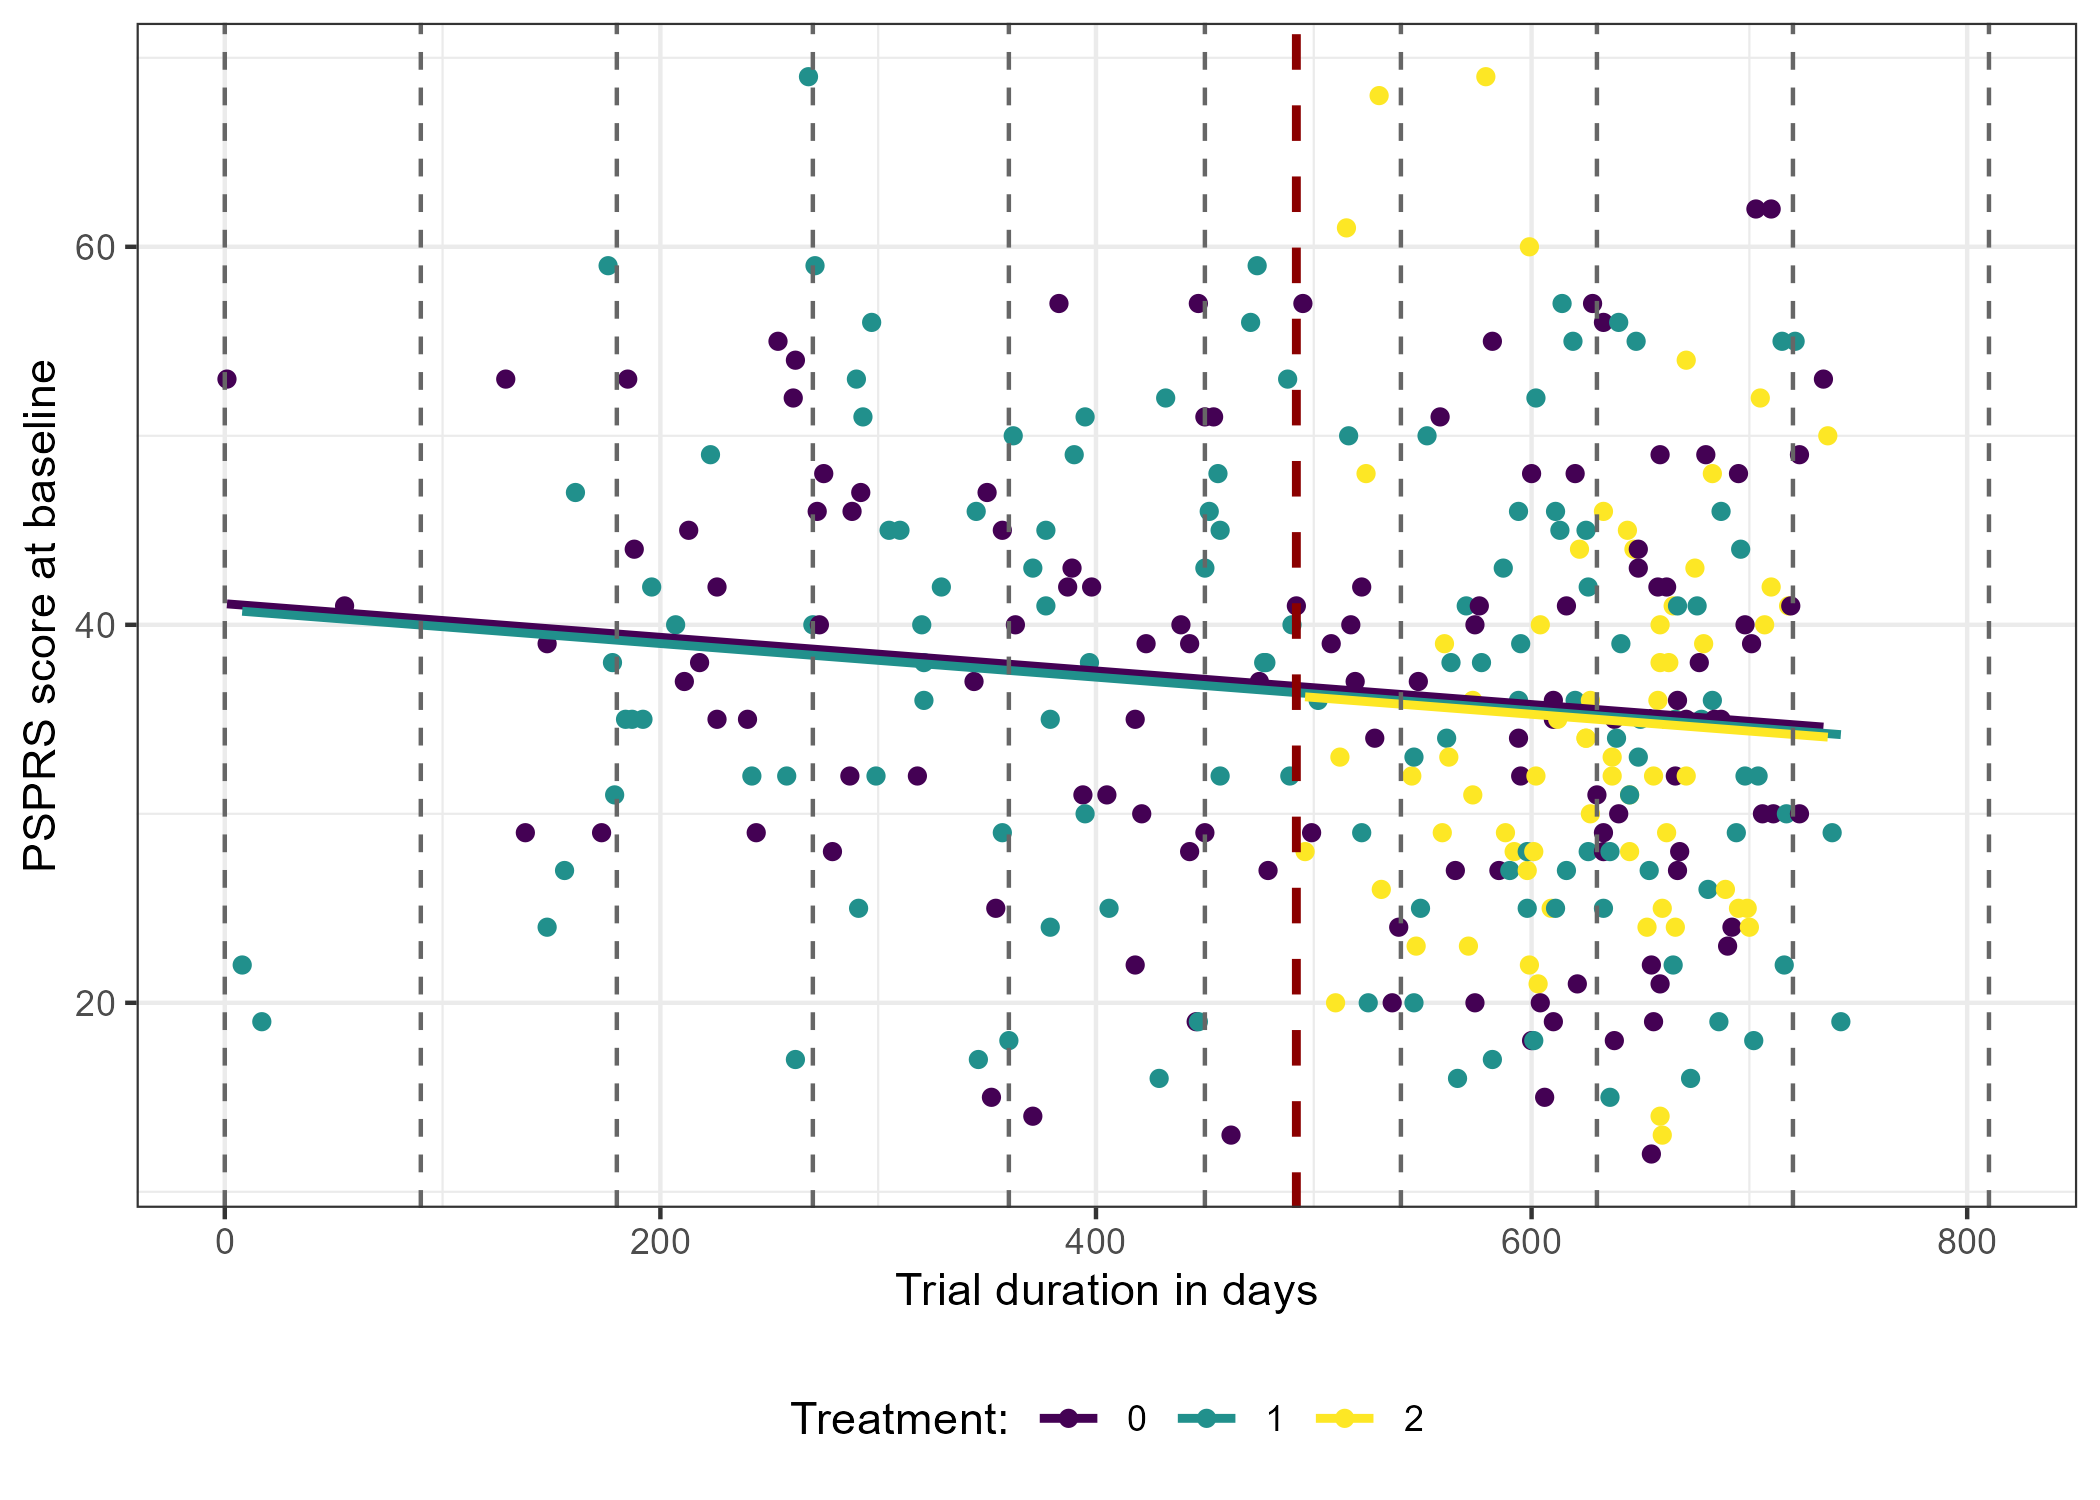 PSPRS score at baseline
60
40
20
0 200 400 600 800
Trial duration in days
Treatment: 0 1 2